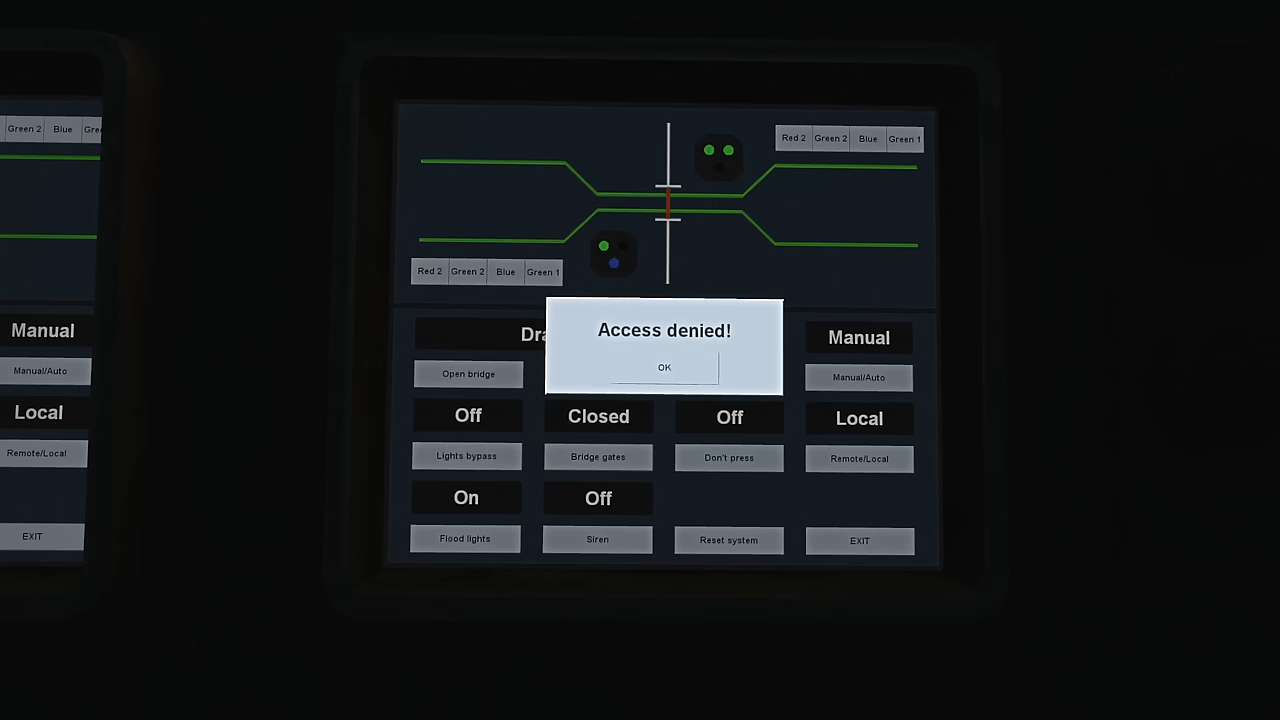 Green 2 Blue
Manual
Manual/Auto
Local
Remote/Local
EXIT
Red 2 Green 2 Blue Green 1
Red 2 Green 2 Blue Green 1
Access denied!
OK
Manual
Open bridge
Manual/Auto
Off Closed Off Local
Lights bypass Bridge gates Don't press Remote/Local
On Off
Flood lights Siren Reset system EXIT